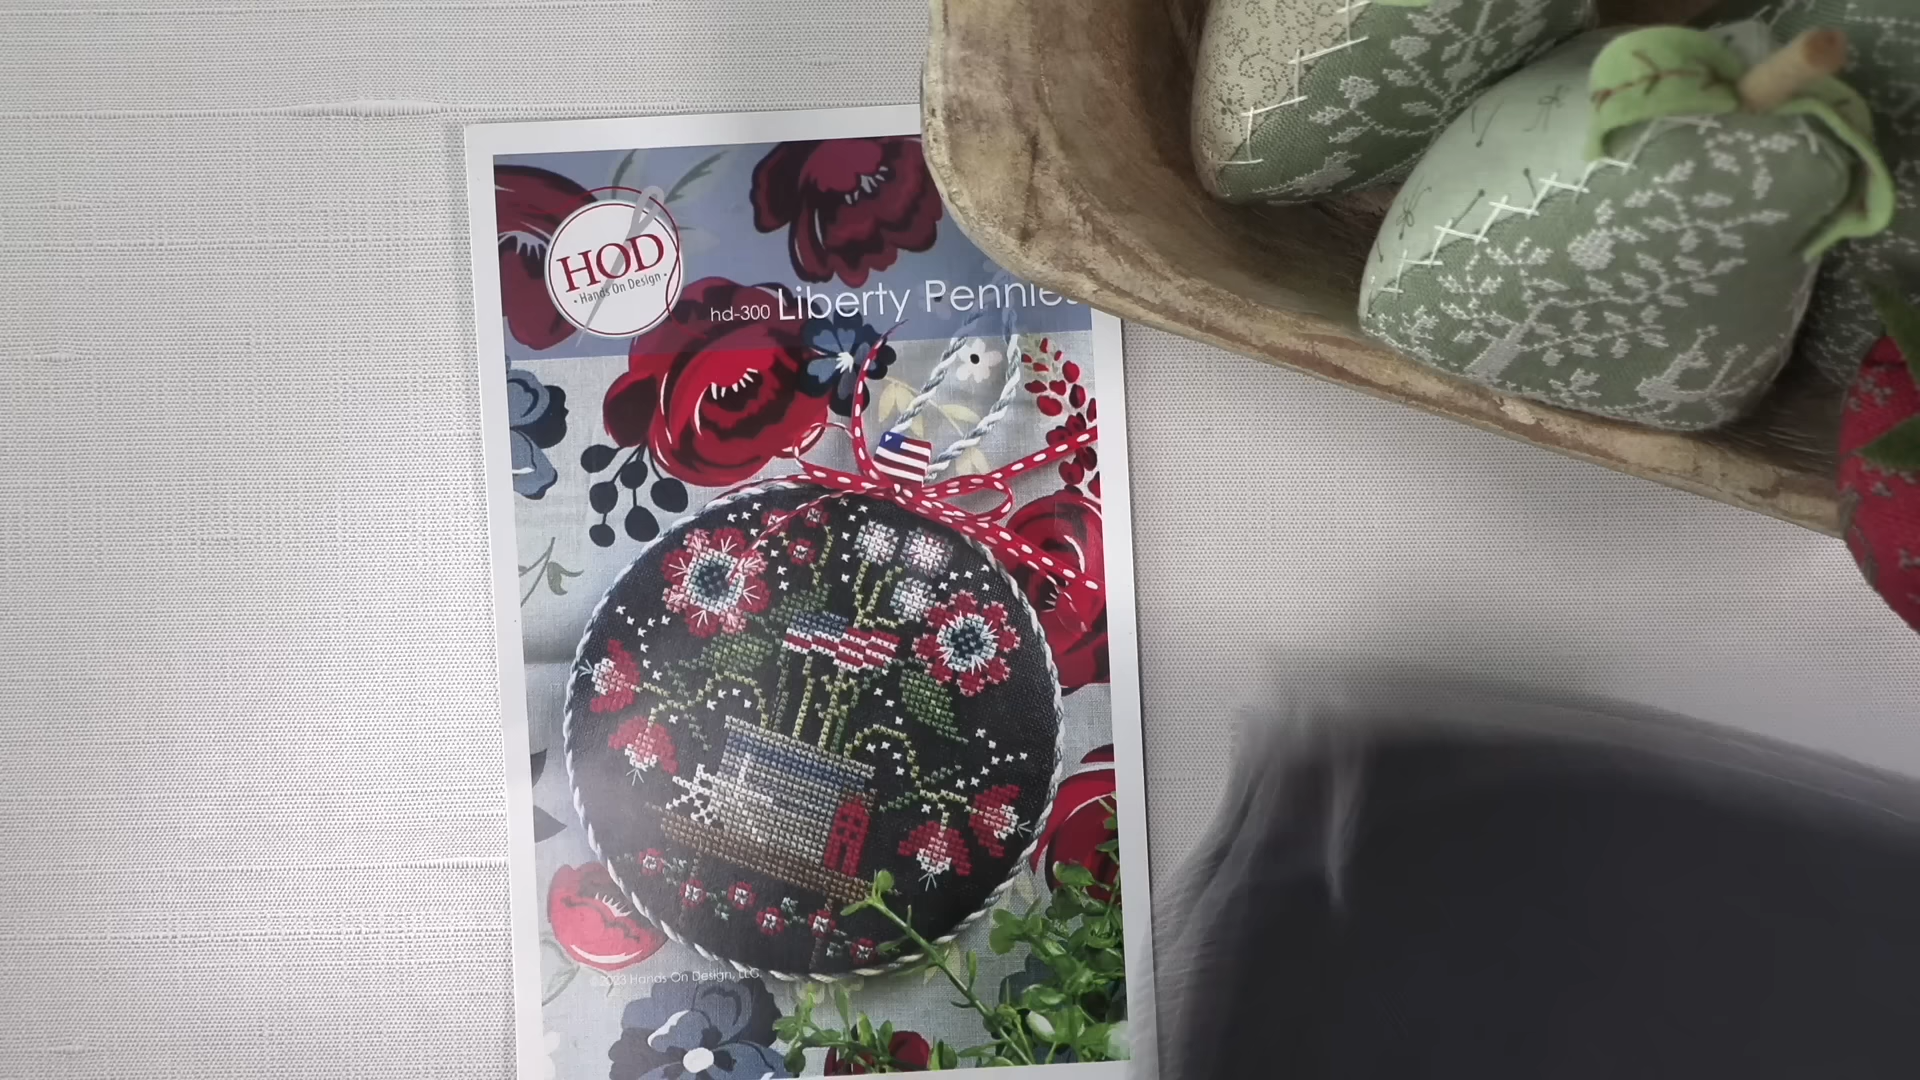 HOD
• Hands On Design •
hd-300 Liberty Pennies
©2023 Hands On Design, LLC